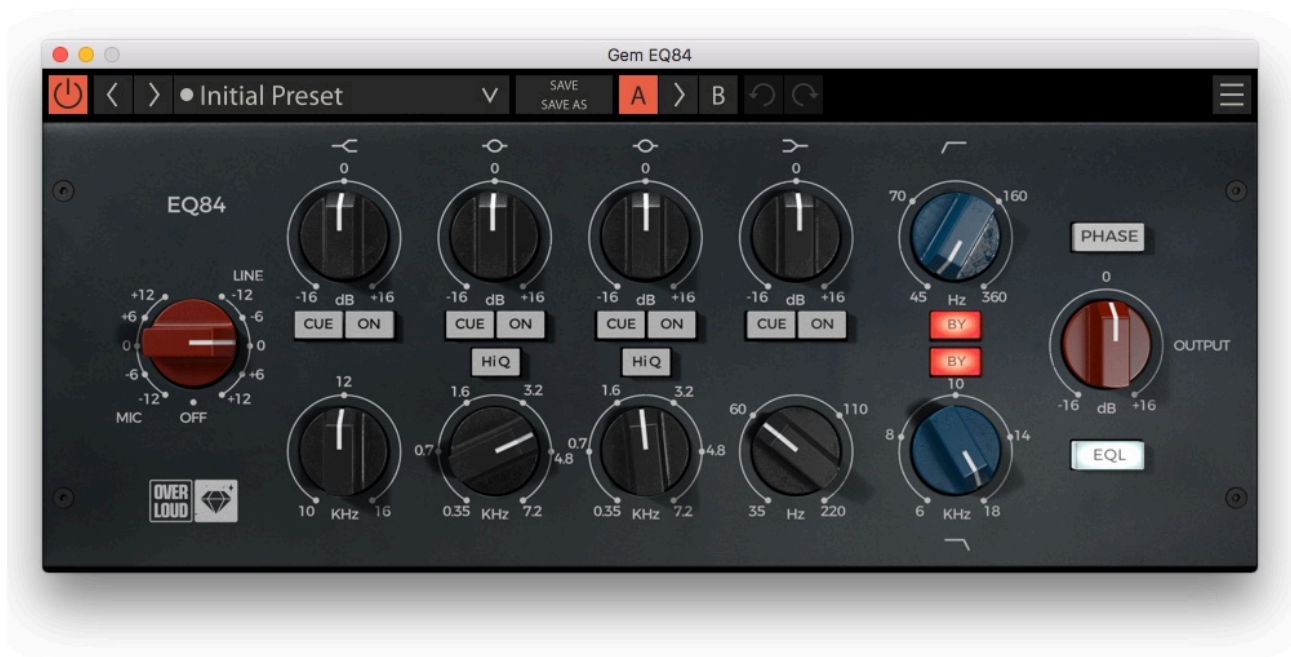 Gem EQ84
Initial Preset
SAVE
SAVE AS
A
B
EQ84
LINE
+12 -12
+6 -6
0 0
-6 +6
-12 +12
MIC OFF
OVER
LOUD
0
-16 dB +16
CUE ON
12
10 KHz 16
0
-16 dB +16
CUE ON
HiQ
1.6 3.2
0.7 4.8
0.35 KHz 7.2
0
-16 dB +16
CUE ON
HiQ
1.6 3.2
0.7 4.8
0.35 KHz 7.2
0
-16 dB +16
CUE ON
60 110
35 Hz 220
70 160
45 Hz 360
BY
BY
10
8 14
6 KHz 18
PHASE
0
OUTPUT
-16 dB +16
EQL